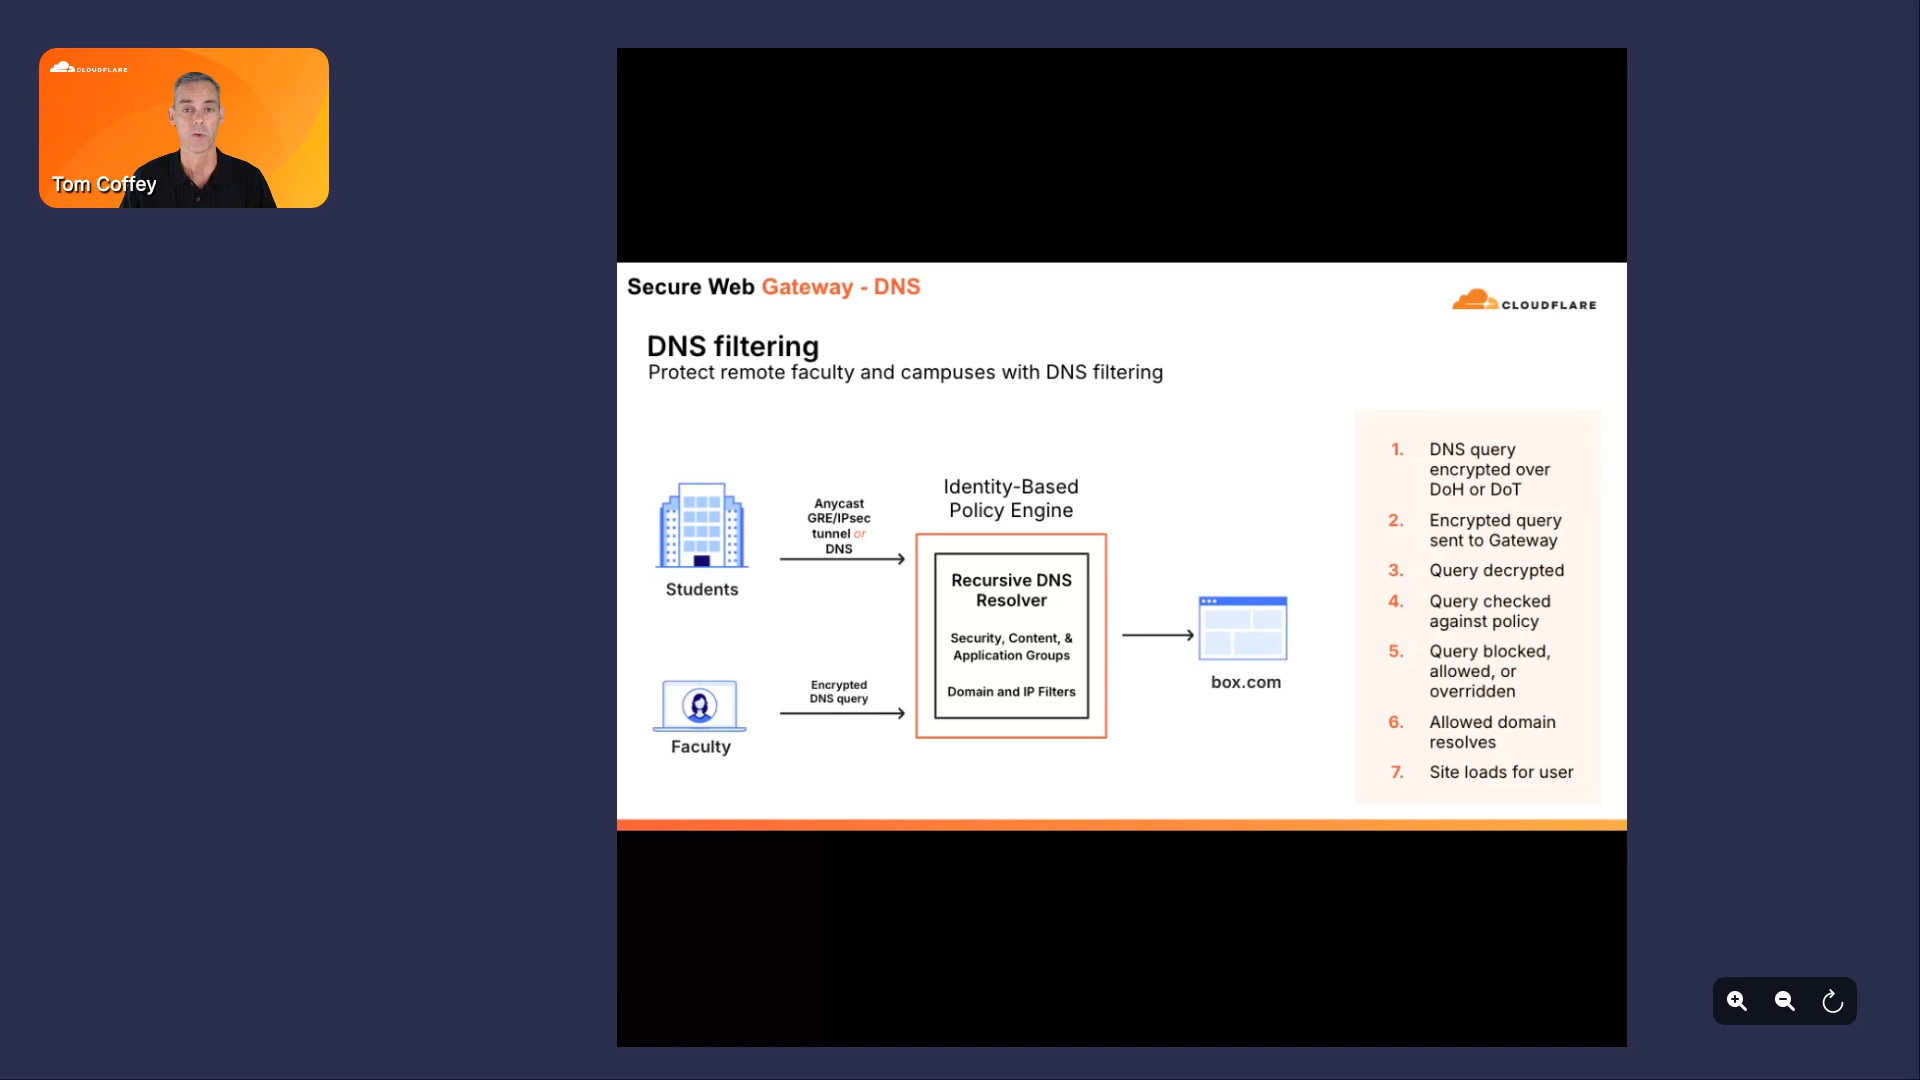 CLOUDFLARE
Tom Coffey
Secure Web Gateway - DNS
CLOUDFLARE
DNS filtering
Protect remote faculty and campuses with DNS filtering
Students
Anycast
GRE/IPsec
tunnel or
DNS
Faculty
Encrypted
DNS query
Identity-Based
Policy Engine
Recursive DNS
Resolver
Security, Content, &
Application Groups
Domain and IP Filters
box.com
1. DNS query
encrypted over
DoH or DoT
2. Encrypted query
sent to Gateway
3. Query decrypted
4. Query checked
against policy
5. Query blocked,
allowed, or
overridden
6. Allowed domain
resolves
7. Site loads for user